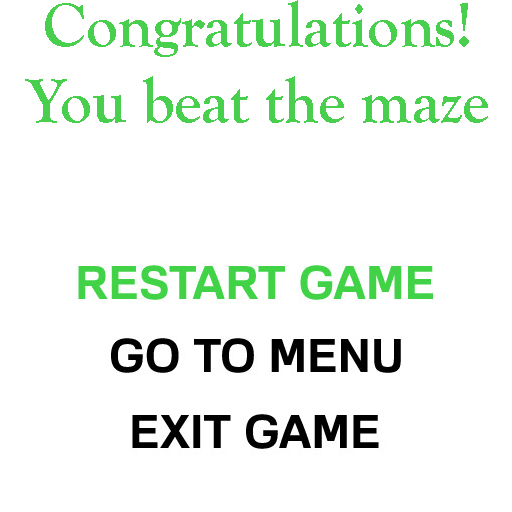 Congratulations!
You beat the maze
RESTART GAME
GO TO MENU
EXIT GAME